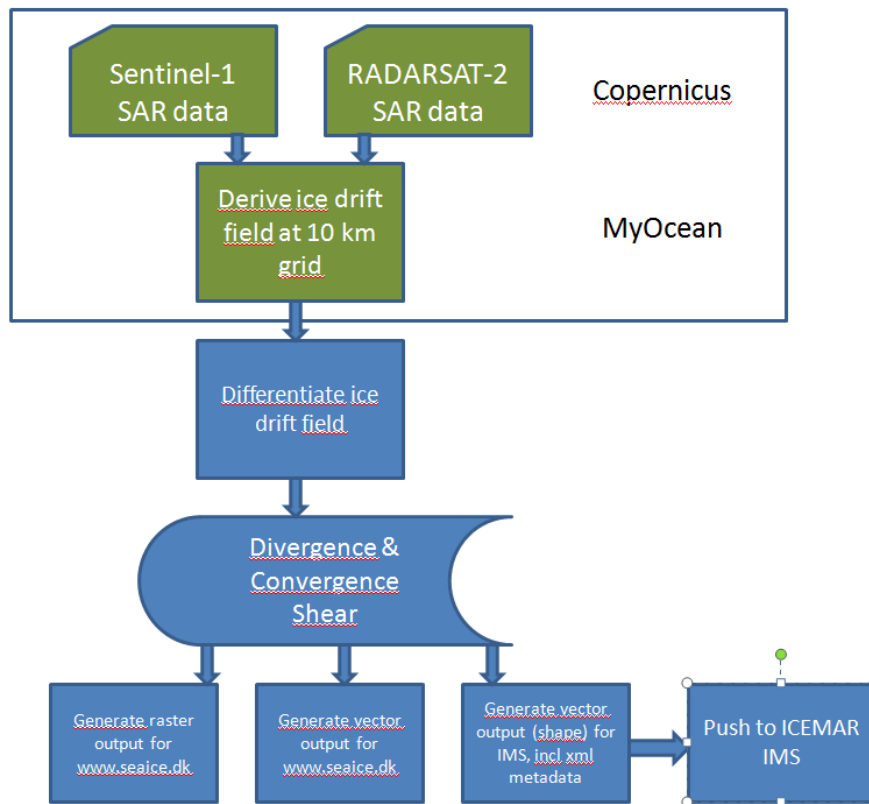 Sentinel-1
SAR data
RADARSAT-2
SAR data
Copernicus
Derive ice drift
field at 10 km
grid
MyOcean
Differentiate ice
drift field
Divergence &
Convergence
Shear
Generate raster
output for
www.seaice.dk
Generate vector
output for
www.seaice.dk
Generate vector
output (shape) for
IMS, incl xml
metadata
Push to ICEMAR
IMS